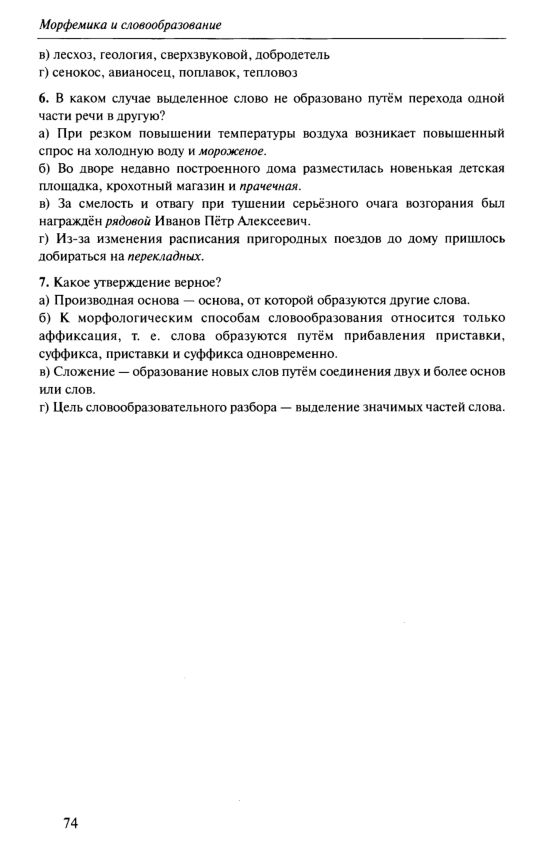 Морфемика и словообразование
в) лесхоз, геология, сверхзвуковой, добродетель
г) сенокос, авианосец, поплавок, тепловоз
6. В каком случае выделенное слово не образовано путём перехода одной
части речи в другую?
а) При резком повышении температуры воздуха возникает повышенный
спрос на холодную воду и мороженое.
б) Во дворе недавно построенного дома разместилась новенькая детская
площадка, крохотный магазин и прачечная.
в) За смелость и отвагу при тушении серьёзного очага возгорания был
награждён рядовой Иванов Пётр Алексеевич.
г) Из-за изменения расписания пригородных поездов до дому пришлось
добираться на перекладных.
7. Какое утверждение верное?
а) Производная основа — основа, от которой образуются другие слова.
б) К морфологическим способам словообразования относится только
аффиксация, т. е. слова образуются путём прибавления приставки,
суффикса, приставки и суффикса одновременно.
в) Сложение — образование новых слов путём соединения двух и более основ
или слов.
г) Цель словообразовательного разбора — выделение значимых частей слова.
74